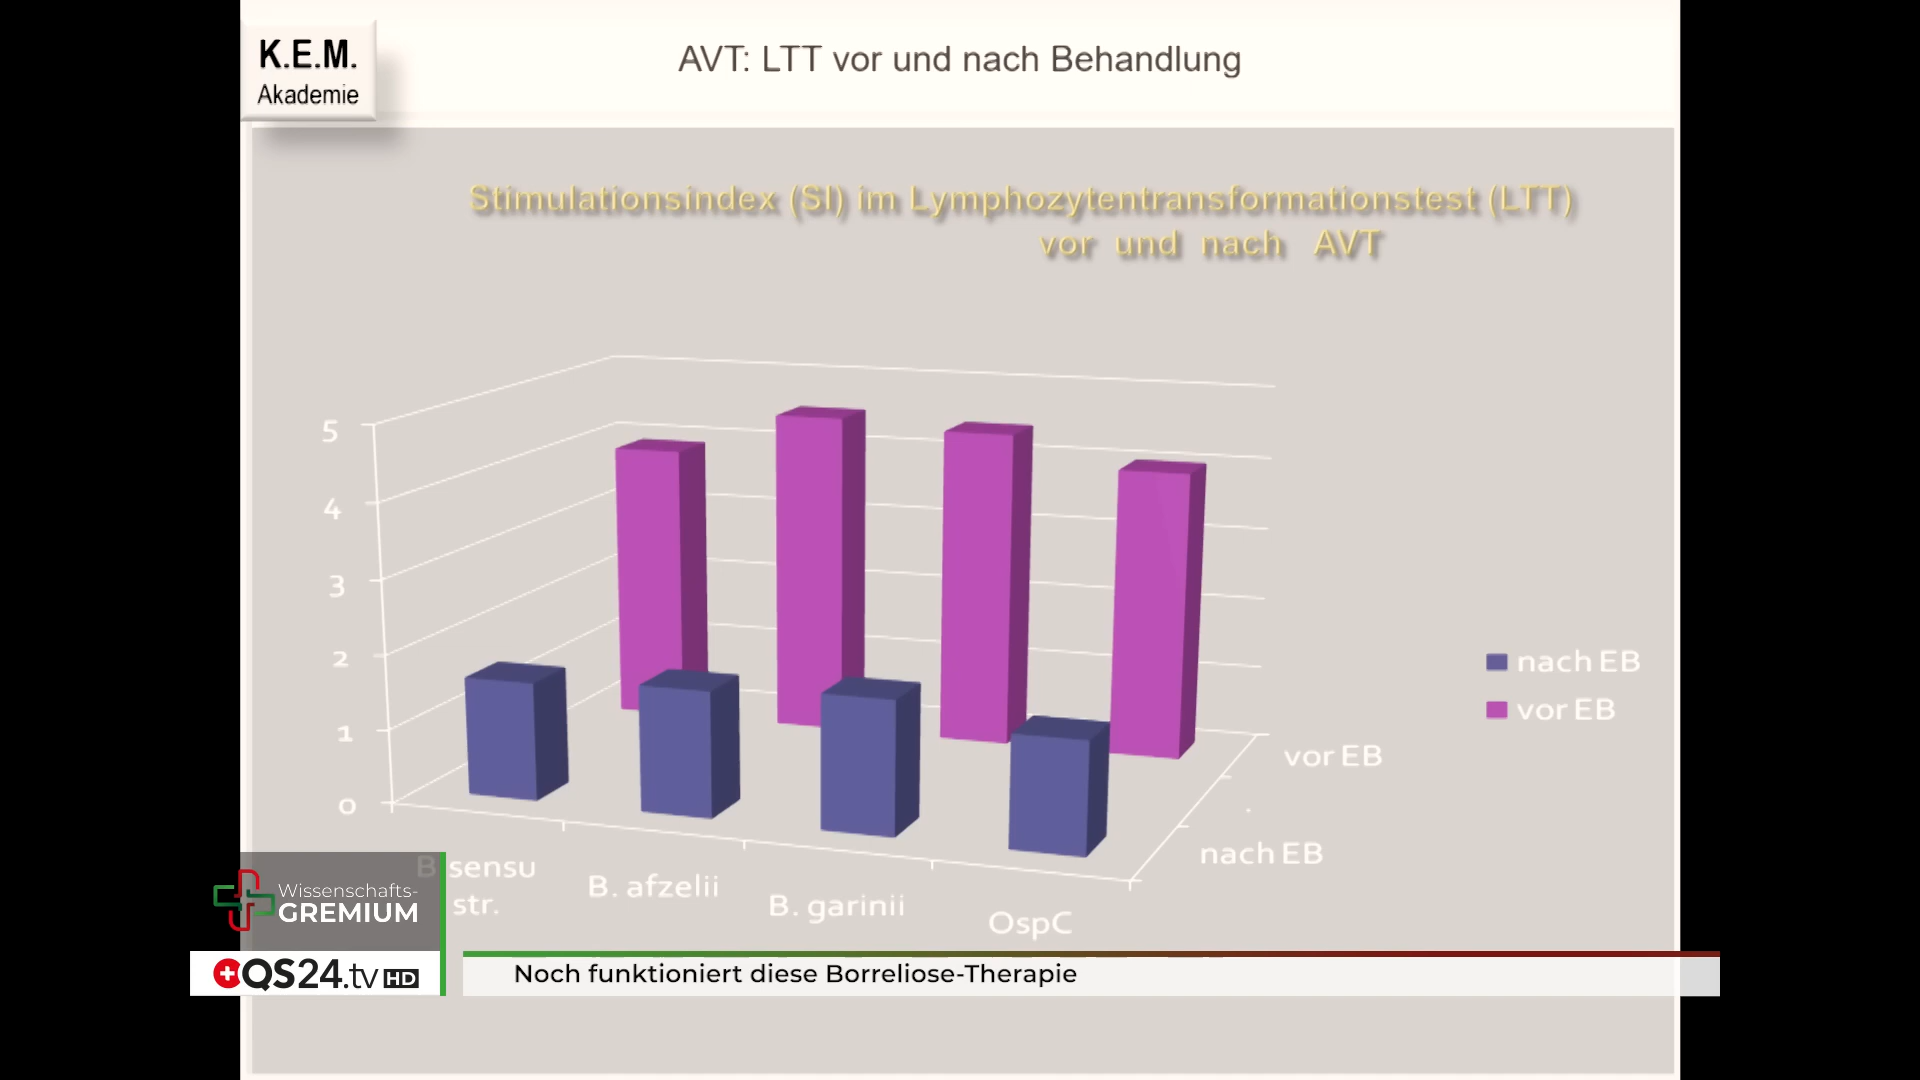 K.E.M.
Akademie
AVT: LTT vor und nach Behandlung
Stimulationsindex (SI) im Lymphozytentransformationstest (LTT)
vor und nach AVT
5
4
3
2
1
0
nach EB
vor EB
vor EB
.
nach EB
B sensu
str.
B. afzelii
B. garinii
OspC
Wissenschafts-
GREMIUM
QS24.tv HD
Noch funktioniert diese Borreliose-Therapie